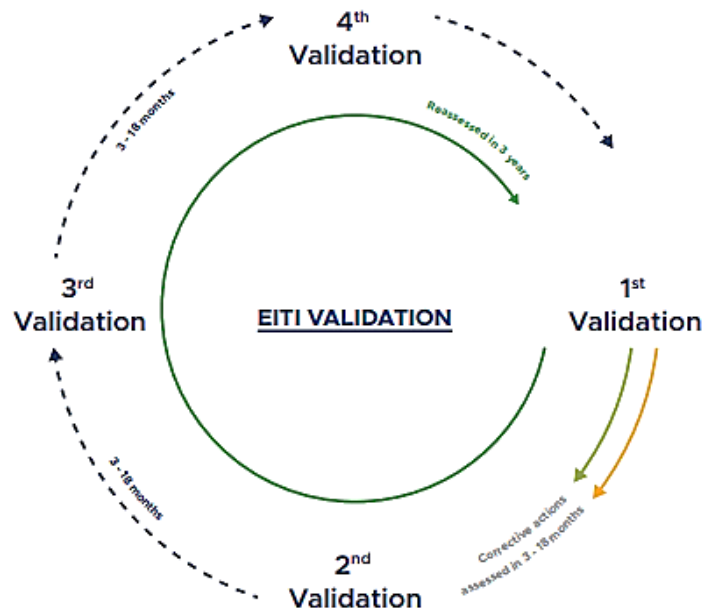 4th
Validation
3 - 18 months
Reassessed in 3 years
3rd
Validation
EITI VALIDATION
1st
Validation
3 - 18 months
Corrective actions
assessed in 3 - 18 months
2nd
Validation